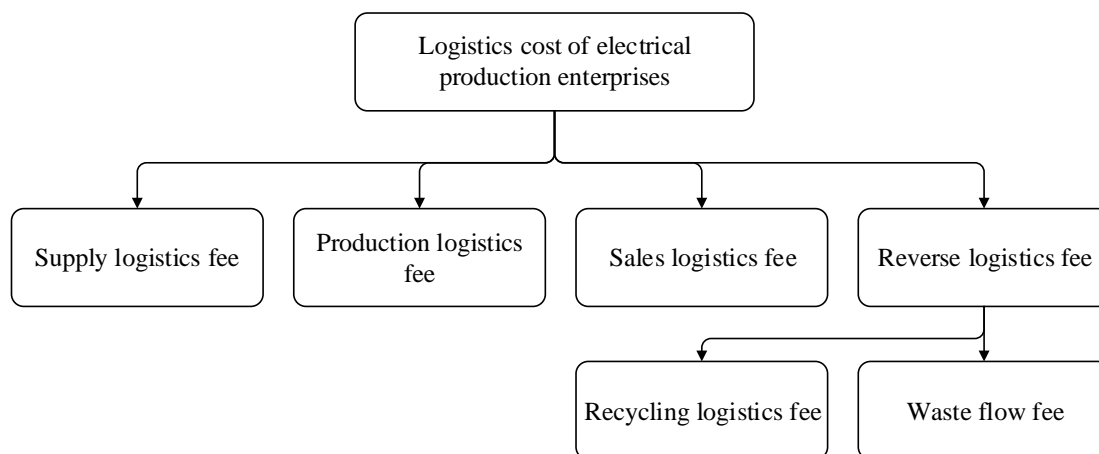 Logistics cost of electrical
production enterprises
Supply logistics fee
Production logistics
fee
Sales logistics fee
Reverse logistics fee
Recycling logistics fee
Waste flow fee